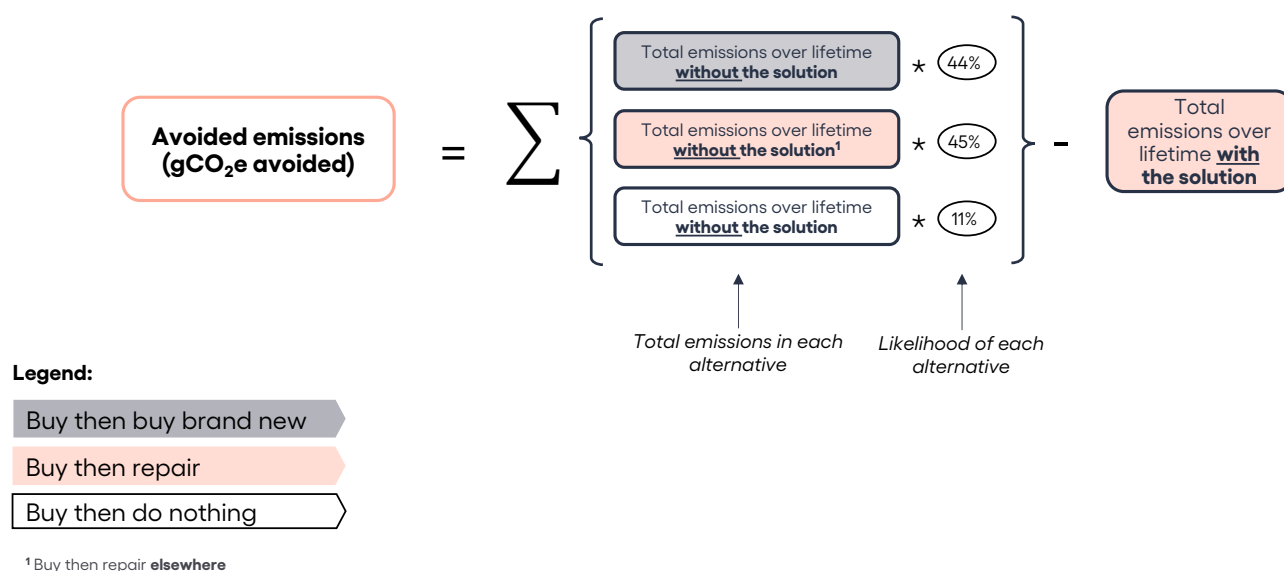 Total emissions over lifetime
without the solution
* 44%
Avoided emissions
(gCO₂e avoided)
= ∑
Total emissions over lifetime
without the solution¹
* 45%
-
Total
emissions over
lifetime with
the solution
Total emissions over lifetime
without the solution
* 11%
Total emissions in each
alternative
Likelihood of each
alternative
Legend:
Buy then buy brand new
Buy then repair
Buy then do nothing
¹ Buy then repair elsewhere